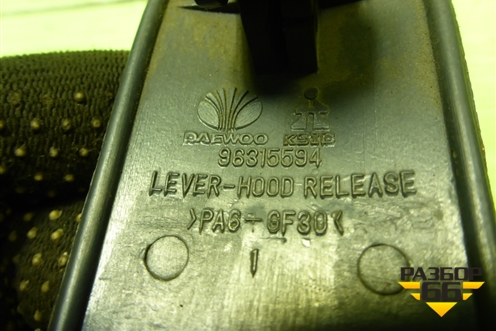 DAEWOO
96315594
LEVER-HOOD RELEASE
>PA6-GF30<
1
РАЗБОР
66